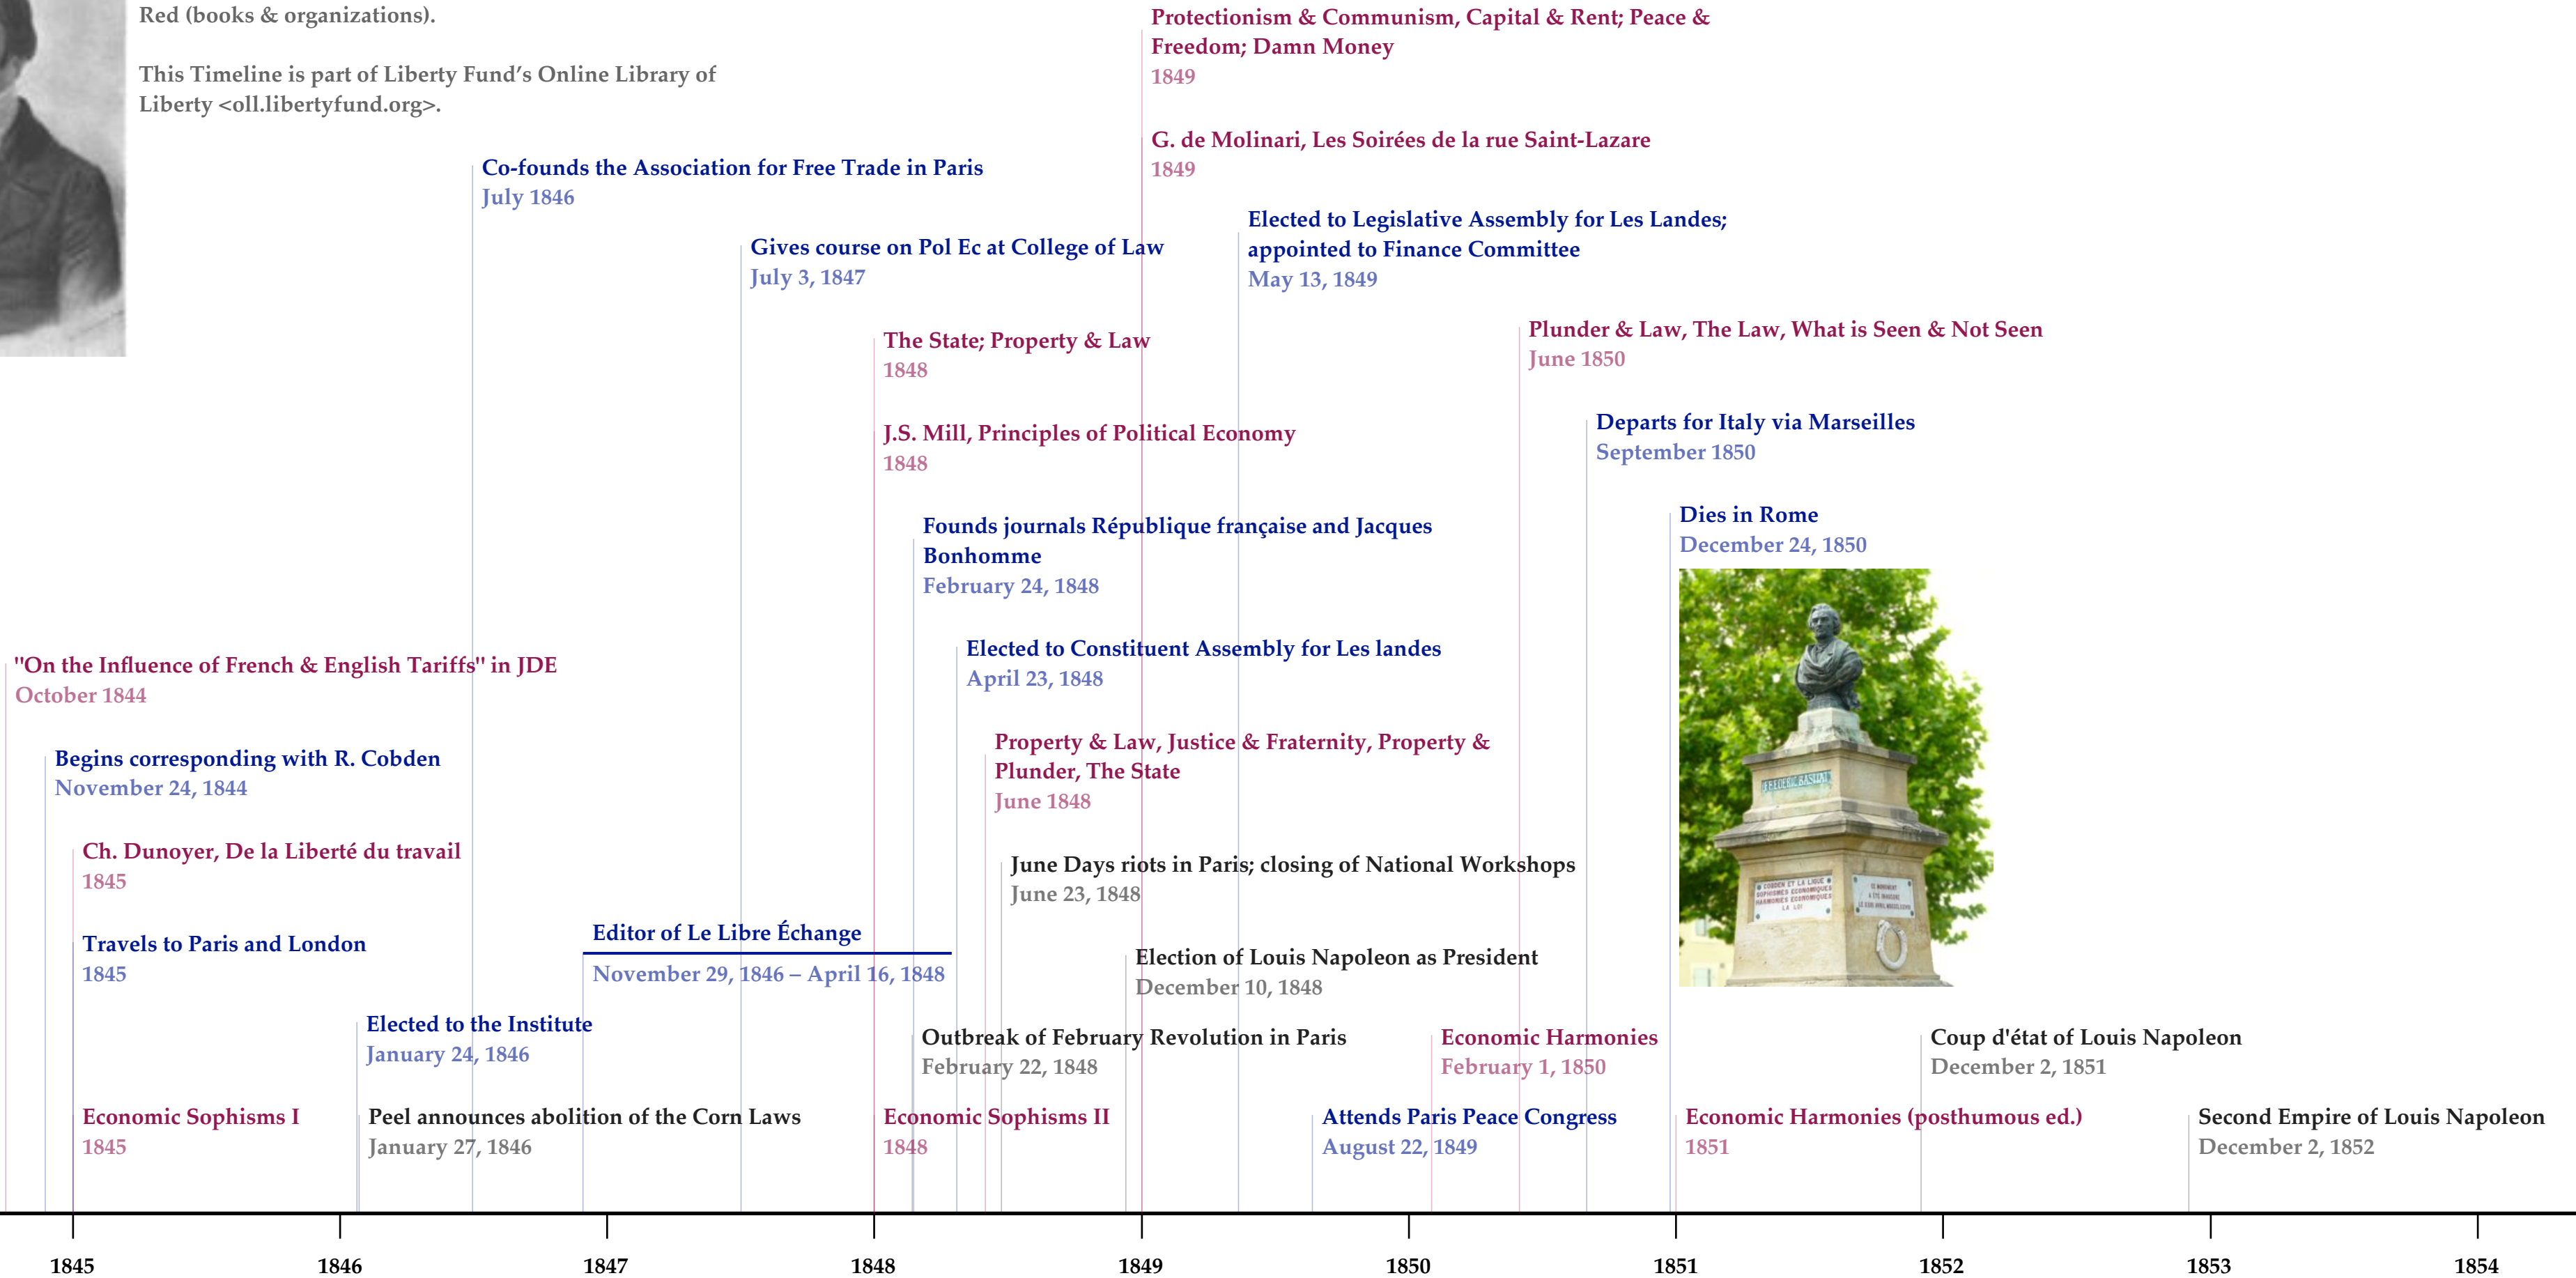 Red (books & organizations).
This Timeline is part of Liberty Fund's Online Library of
Liberty <oll.libertyfund.org>.
Protectionism & Communism, Capital & Rent; Peace &
Freedom; Damn Money
1849
G. de Molinari, Les Soirées de la rue Saint-Lazare
1849
Co-founds the Association for Free Trade in Paris
July 1846
Elected to Legislative Assembly for Les Landes;
appointed to Finance Committee
May 13, 1849
Gives course on Pol Ec at College of Law
July 3, 1847
Plunder & Law, The Law, What is Seen & Not Seen
June 1850
The State; Property & Law
1848
Departs for Italy via Marseilles
September 1850
J.S. Mill, Principles of Political Economy
1848
Dies in Rome
December 24, 1850
Founds journals République française and Jacques
Bonhomme
February 24, 1848
Elected to Constituent Assembly for Les landes
April 23, 1848
"On the Influence of French & English Tariffs" in JDE
October 1844
Property & Law, Justice & Fraternity, Property &
Plunder, The State
June 1848
Begins corresponding with R. Cobden
November 24, 1844
Ch. Dunoyer, De la Liberté du travail
1845
June Days riots in Paris; closing of National Workshops
June 23, 1848
COBDEN ET LA LIGUE
SOPHISMES ECONOMIQUES
HARMONIES ECONOMIQUES
LA LOI
Editor of Le Libre Échange
November 29, 1846 – April 16, 1848
Travels to Paris and London
1845
Election of Louis Napoleon as President
December 10, 1848
Elected to the Institute
January 24, 1846
Outbreak of February Revolution in Paris
February 22, 1848
Economic Harmonies
February 1, 1850
Coup d'état of Louis Napoleon
December 2, 1851
Economic Sophisms I
1845
Peel announces abolition of the Corn Laws
January 27, 1846
Economic Sophisms II
1848
Attends Paris Peace Congress
August 22, 1849
Economic Harmonies (posthumous ed.)
1851
Second Empire of Louis Napoleon
December 2, 1852
1845 1846 1847 1848 1849 1850 1851 1852 1853 1854